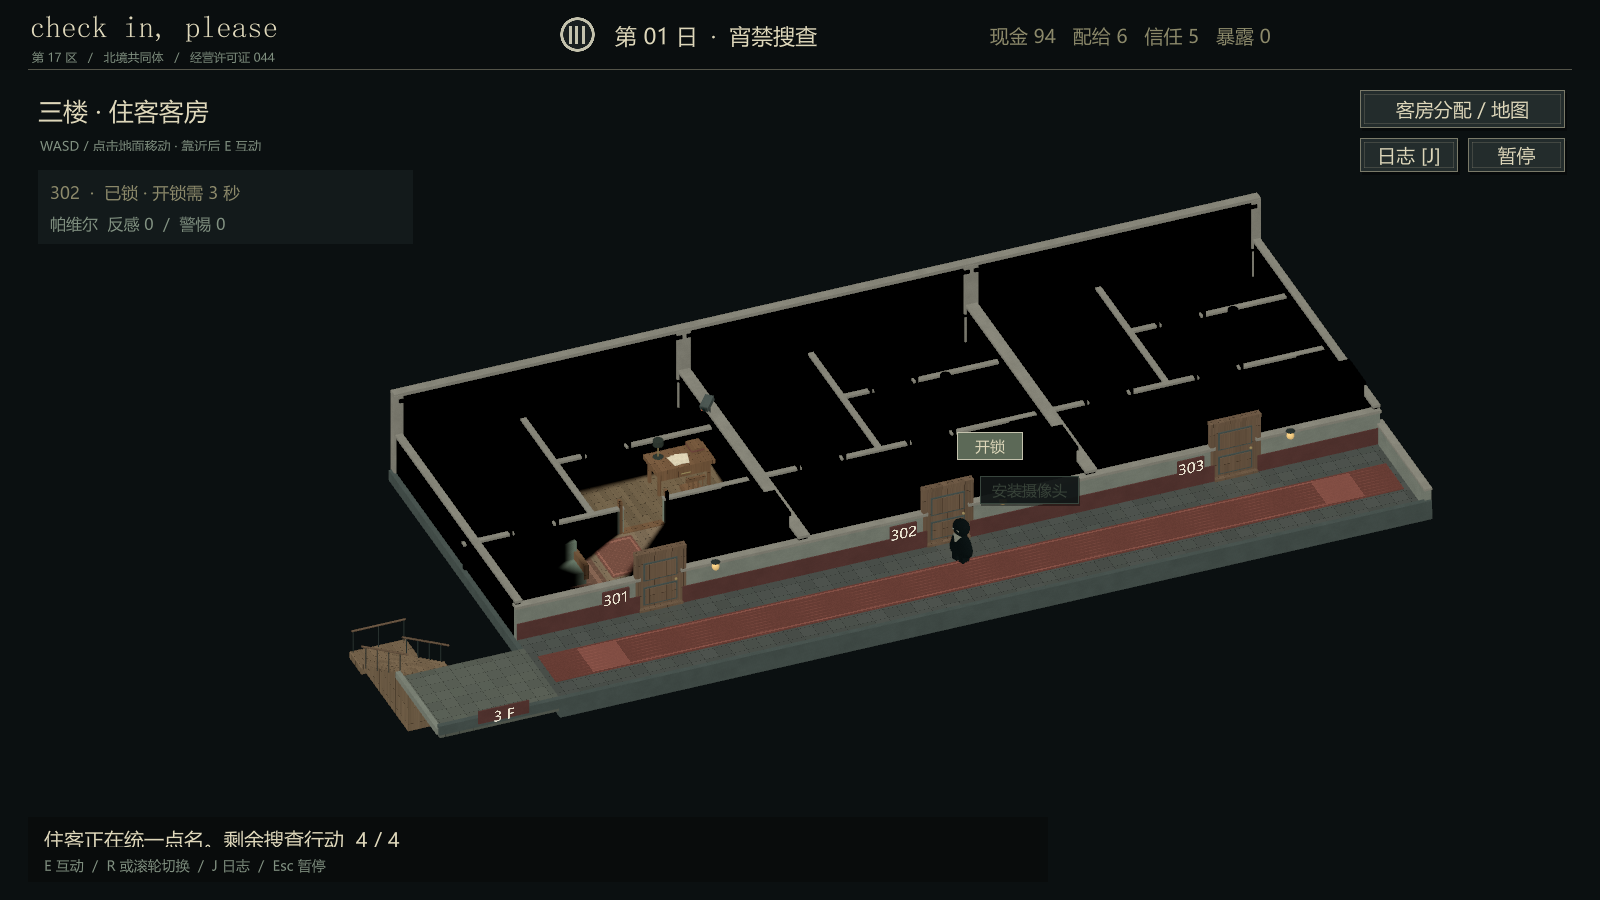 check in, please
第 17 区 / 北境共同体 / 经营许可证 044
第 01 日 · 宵禁搜查
现金 94 配给 6 信任 5 暴露 0
三楼 · 住客客房
WASD / 点击地面移动 · 靠近后 E 互动
302 · 已锁 · 开锁需 3 秒
帕维尔 反感 0 / 警惕 0
客房分配 / 地图
日志 [J]
暂停
开锁
安装摄像头
303
302
301
3 F
住客正在统一点名。剩余搜查行动 4 / 4
E 互动 / R 或滚轮切换 / J 日志 / Esc 暂停